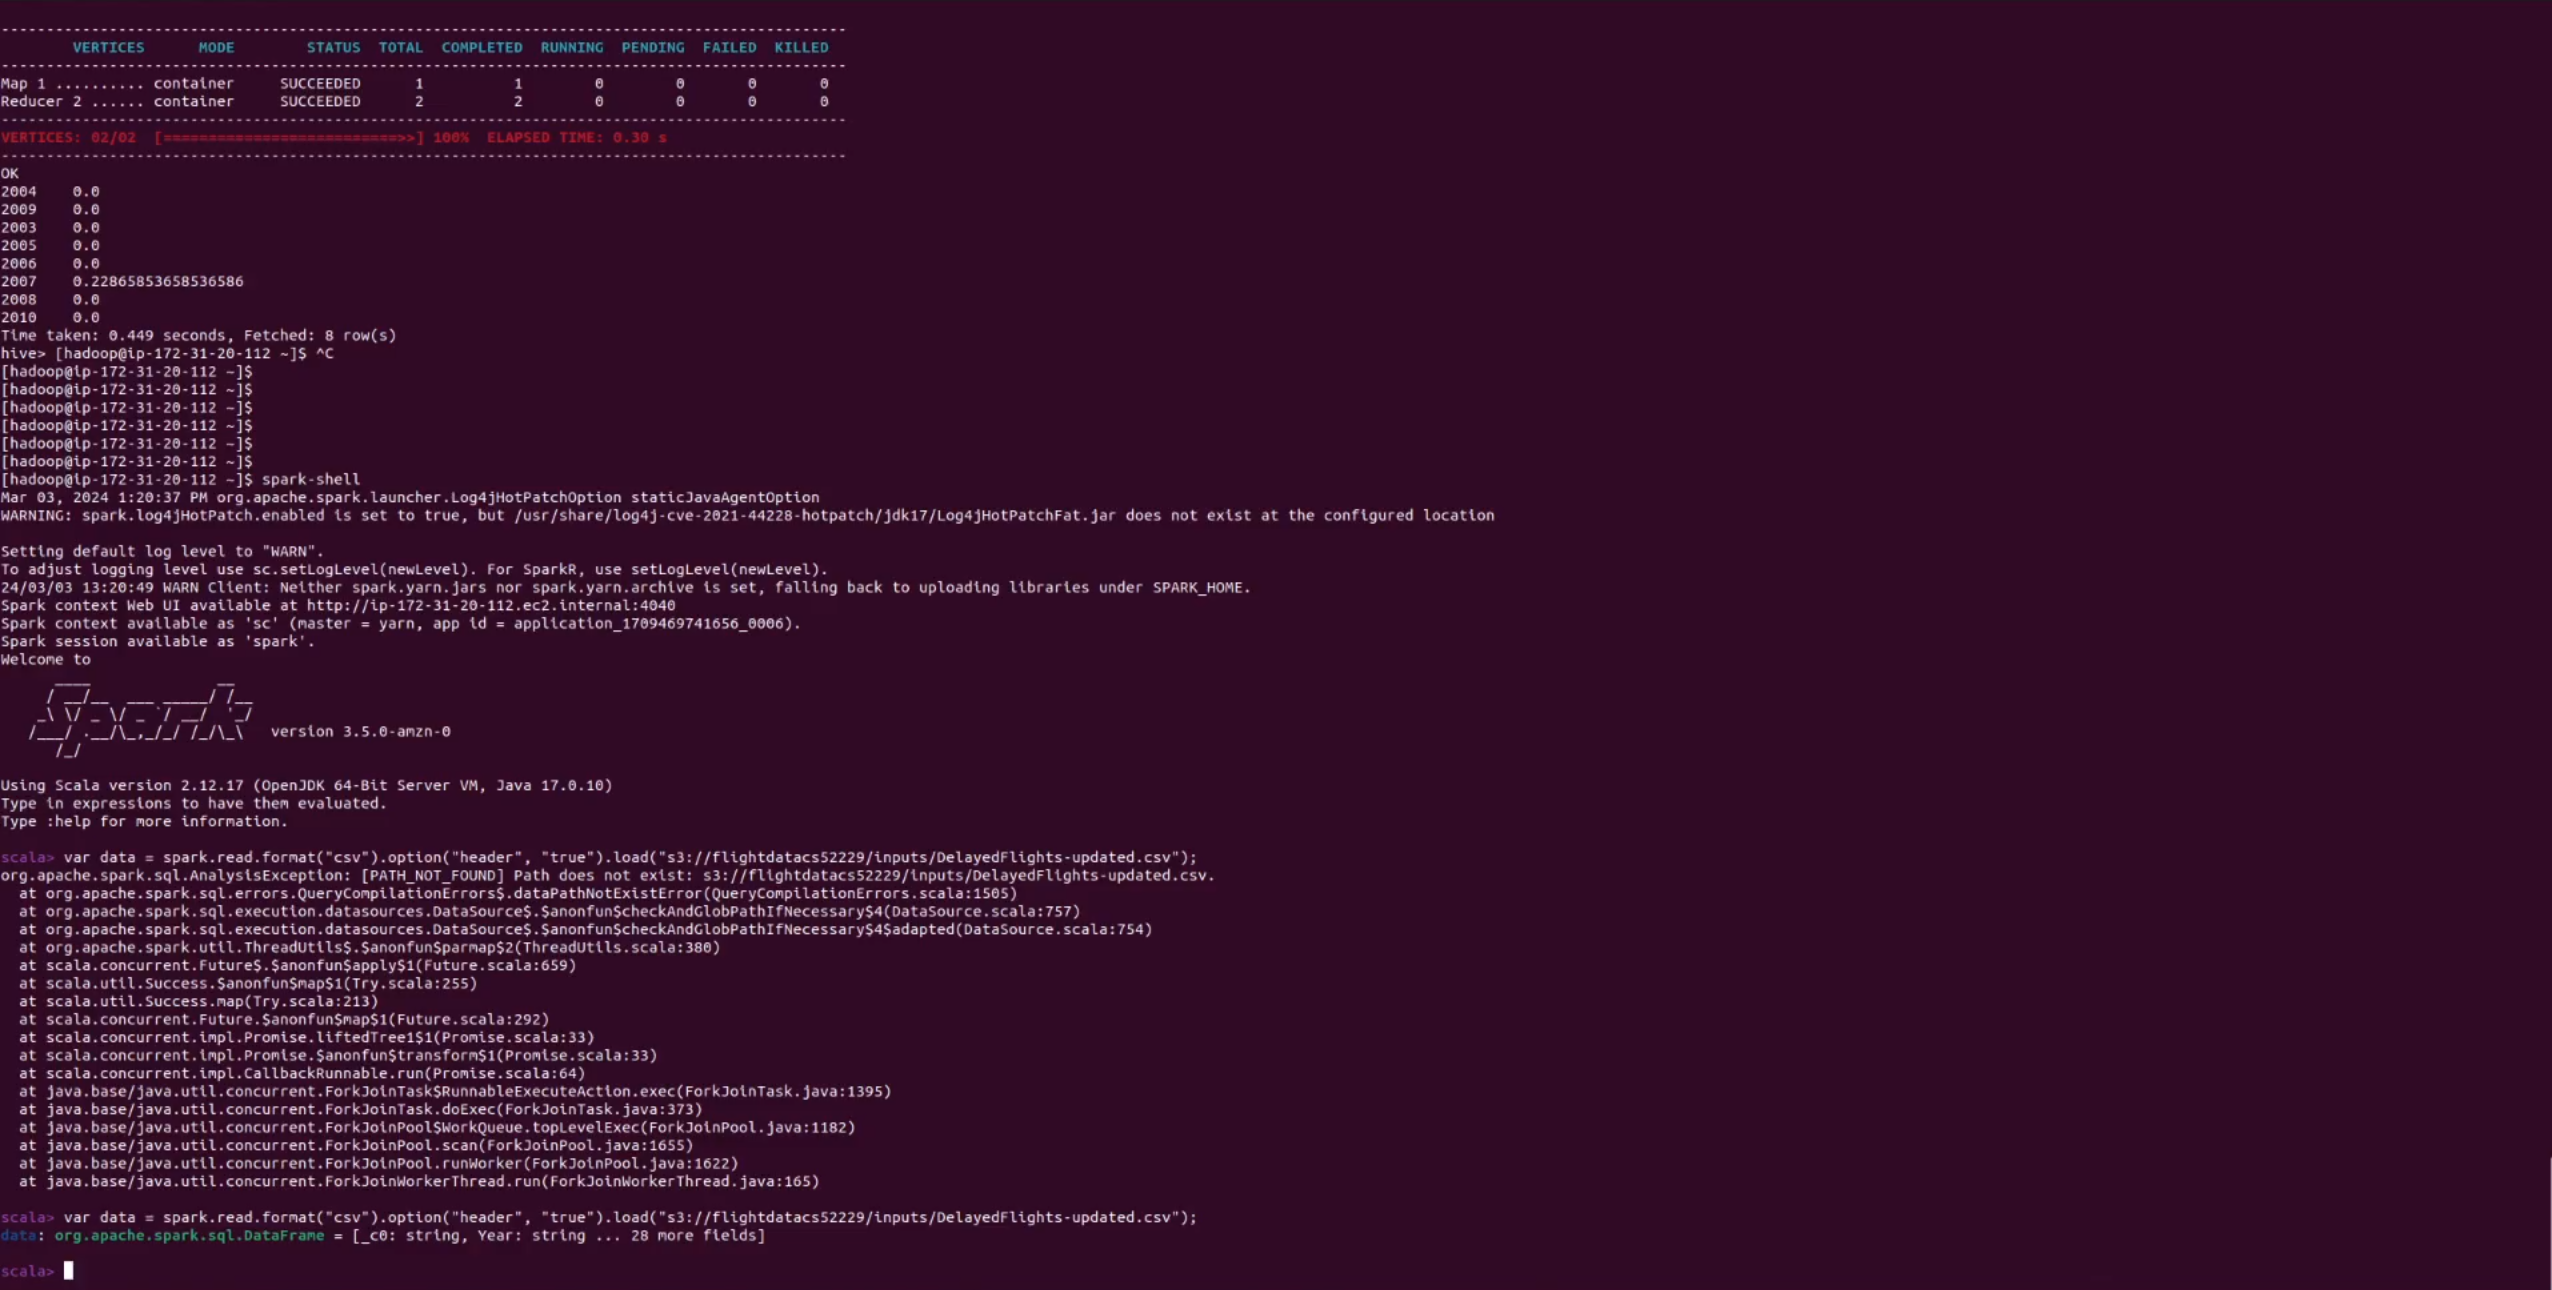 --------------------------------------------------------------------------------------------
VERTICES MODE STATUS TOTAL COMPLETED RUNNING PENDING FAILED KILLED
--------------------------------------------------------------------------------------------
Map 1 .......... container SUCCEEDED 1 1 0 0 0 0
Reducer 2 ...... container SUCCEEDED 2 2 0 0 0 0
--------------------------------------------------------------------------------------------
VERTICES: 02/02 [==========================>>] 100% ELAPSED TIME: 0.30 s
--------------------------------------------------------------------------------------------
OK
2004 0.0
2009 0.0
2003 0.0
2005 0.0
2006 0.0
2007 0.22865853658536586
2008 0.0
2010 0.0
Time taken: 0.449 seconds, Fetched: 8 row(s)
hive> [hadoop@ip-172-31-20-112 ~]$ ^C
[hadoop@ip-172-31-20-112 ~]$
[hadoop@ip-172-31-20-112 ~]$
[hadoop@ip-172-31-20-112 ~]$
[hadoop@ip-172-31-20-112 ~]$
[hadoop@ip-172-31-20-112 ~]$
[hadoop@ip-172-31-20-112 ~]$
[hadoop@ip-172-31-20-112 ~]$ spark-shell
Mar 03, 2024 1:20:37 PM org.apache.spark.launcher.Log4jHotPatchOption staticJavaAgentOption
WARNING: spark.log4jHotPatch.enabled is set to true, but /usr/share/log4j-cve-2021-44228-hotpatch/jdk17/Log4jHotPatchFat.jar does not exist at the configured location
Setting default log level to "WARN".
To adjust logging level use sc.setLogLevel(newLevel). For SparkR, use setLogLevel(newLevel).
24/03/03 13:20:49 WARN Client: Neither spark.yarn.jars nor spark.yarn.archive is set, falling back to uploading libraries under SPARK_HOME.
Spark context Web UI available at http://ip-172-31-20-112.ec2.internal:4040
Spark context available as 'sc' (master = yarn, app id = application_1709469741656_0006).
Spark session available as 'spark'.
Welcome to
Spark version 3.5.0-amzn-0
Using Scala version 2.12.17 (OpenJDK 64-Bit Server VM, Java 17.0.10)
Type in expressions to have them evaluated.
Type :help for more information.
scala> var data = spark.read.format("csv").option("header", "true").load("s3://flightdatacs52229/inputs/DelayedFlights-updated.csv");
org.apache.spark.sql.AnalysisException: [PATH_NOT_FOUND] Path does not exist: s3://flightdatacs52229/inputs/DelayedFlights-updated.csv.
at org.apache.spark.sql.errors.QueryCompilationErrors$.dataPathNotExistError(QueryCompilationErrors.scala:1505)
at org.apache.spark.sql.execution.datasources.DataSource$.$anonfun$checkAndGlobPathIfNecessary$4(DataSource.scala:757)
at org.apache.spark.sql.execution.datasources.DataSource$.$anonfun$checkAndGlobPathIfNecessary$4$adapted(DataSource.scala:754)
at org.apache.spark.util.ThreadUtils$.$anonfun$parmap$2(ThreadUtils.scala:380)
at scala.concurrent.Future$.$anonfun$apply$1(Future.scala:659)
at scala.util.Success.$anonfun$map$1(Try.scala:255)
at scala.util.Success.map(Try.scala:213)
at scala.concurrent.Future.$anonfun$map$1(Future.scala:292)
at scala.concurrent.impl.Promise.liftedTree1$1(Promise.scala:33)
at scala.concurrent.impl.Promise.$anonfun$transform$1(Promise.scala:33)
at scala.concurrent.impl.CallbackRunnable.run(Promise.scala:64)
at java.base/java.util.concurrent.ForkJoinTask$RunnableExecuteAction.exec(ForkJoinTask.java:1395)
at java.base/java.util.concurrent.ForkJoinTask.doExec(ForkJoinTask.java:373)
at java.base/java.util.concurrent.ForkJoinPool$WorkQueue.topLevelExec(ForkJoinPool.java:1182)
at java.base/java.util.concurrent.ForkJoinPool.scan(ForkJoinPool.java:1655)
at java.base/java.util.concurrent.ForkJoinPool.runWorker(ForkJoinPool.java:1622)
at java.base/java.util.concurrent.ForkJoinWorkerThread.run(ForkJoinWorkerThread.java:165)
scala> var data = spark.read.format("csv").option("header", "true").load("s3://flightdatacs52229/inputs/DelayedFlights-updated.csv");
data: org.apache.spark.sql.DataFrame = [_c0: string, Year: string ... 28 more fields]
scala>